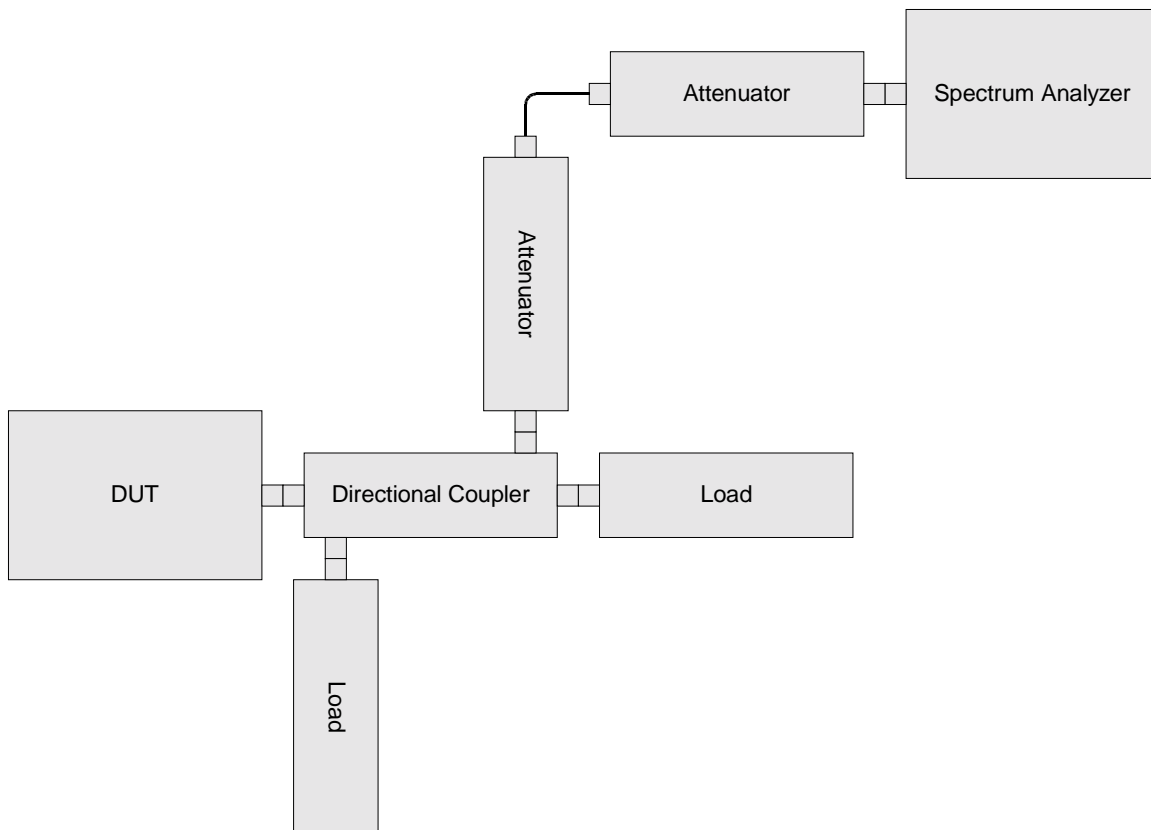 Attenuator
Spectrum Analyzer
Attenuator
DUT
Directional Coupler
Load
Load